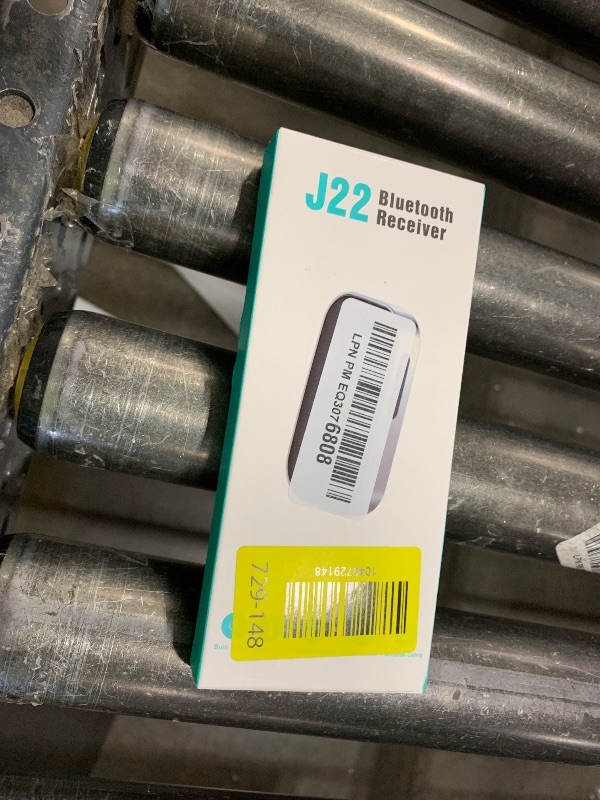 J22 Bluetooth
Receiver
LPN PM EQ3076808
729-148